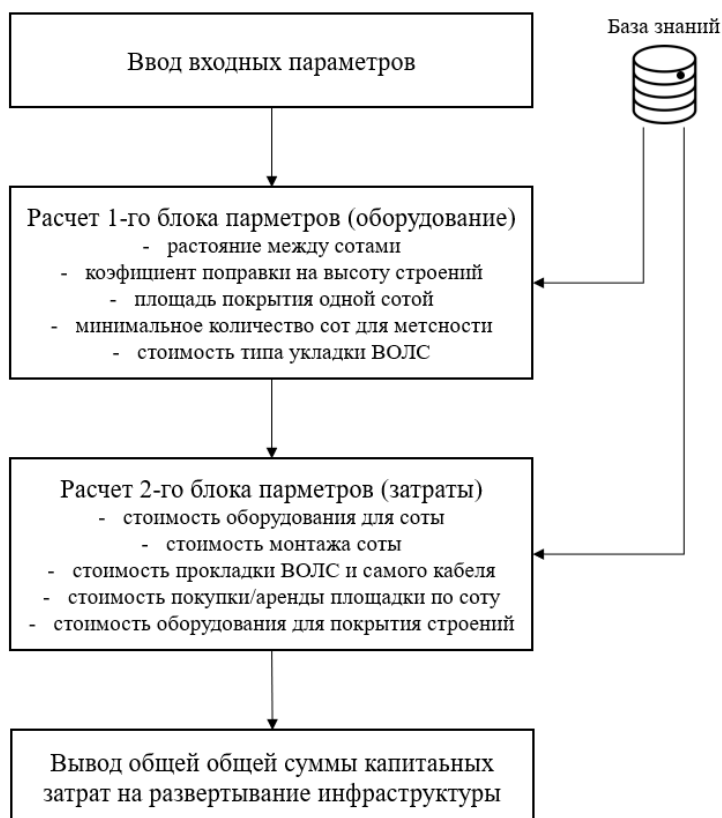 База знаний
Ввод входных параметров
Расчет 1-го блока парметров (оборудование)
- растояние между сотами
- коэфициент поправки на высоту строений
- площадь покрытия одной сотой
- минимальное количество сот для метсности
- стоимость типа укладки ВОЛС
Расчет 2-го блока парметров (затраты)
- стоимость оборудования для соты
- стоимость монтажа соты
- стоимость прокладки ВОЛС и самого кабеля
- стоимость покупки/аренды площадки по соту
- стоимость оборудования для покрытия строений
Вывод общей общей суммы капитаьных
затрат на развертывание инфраструктуры